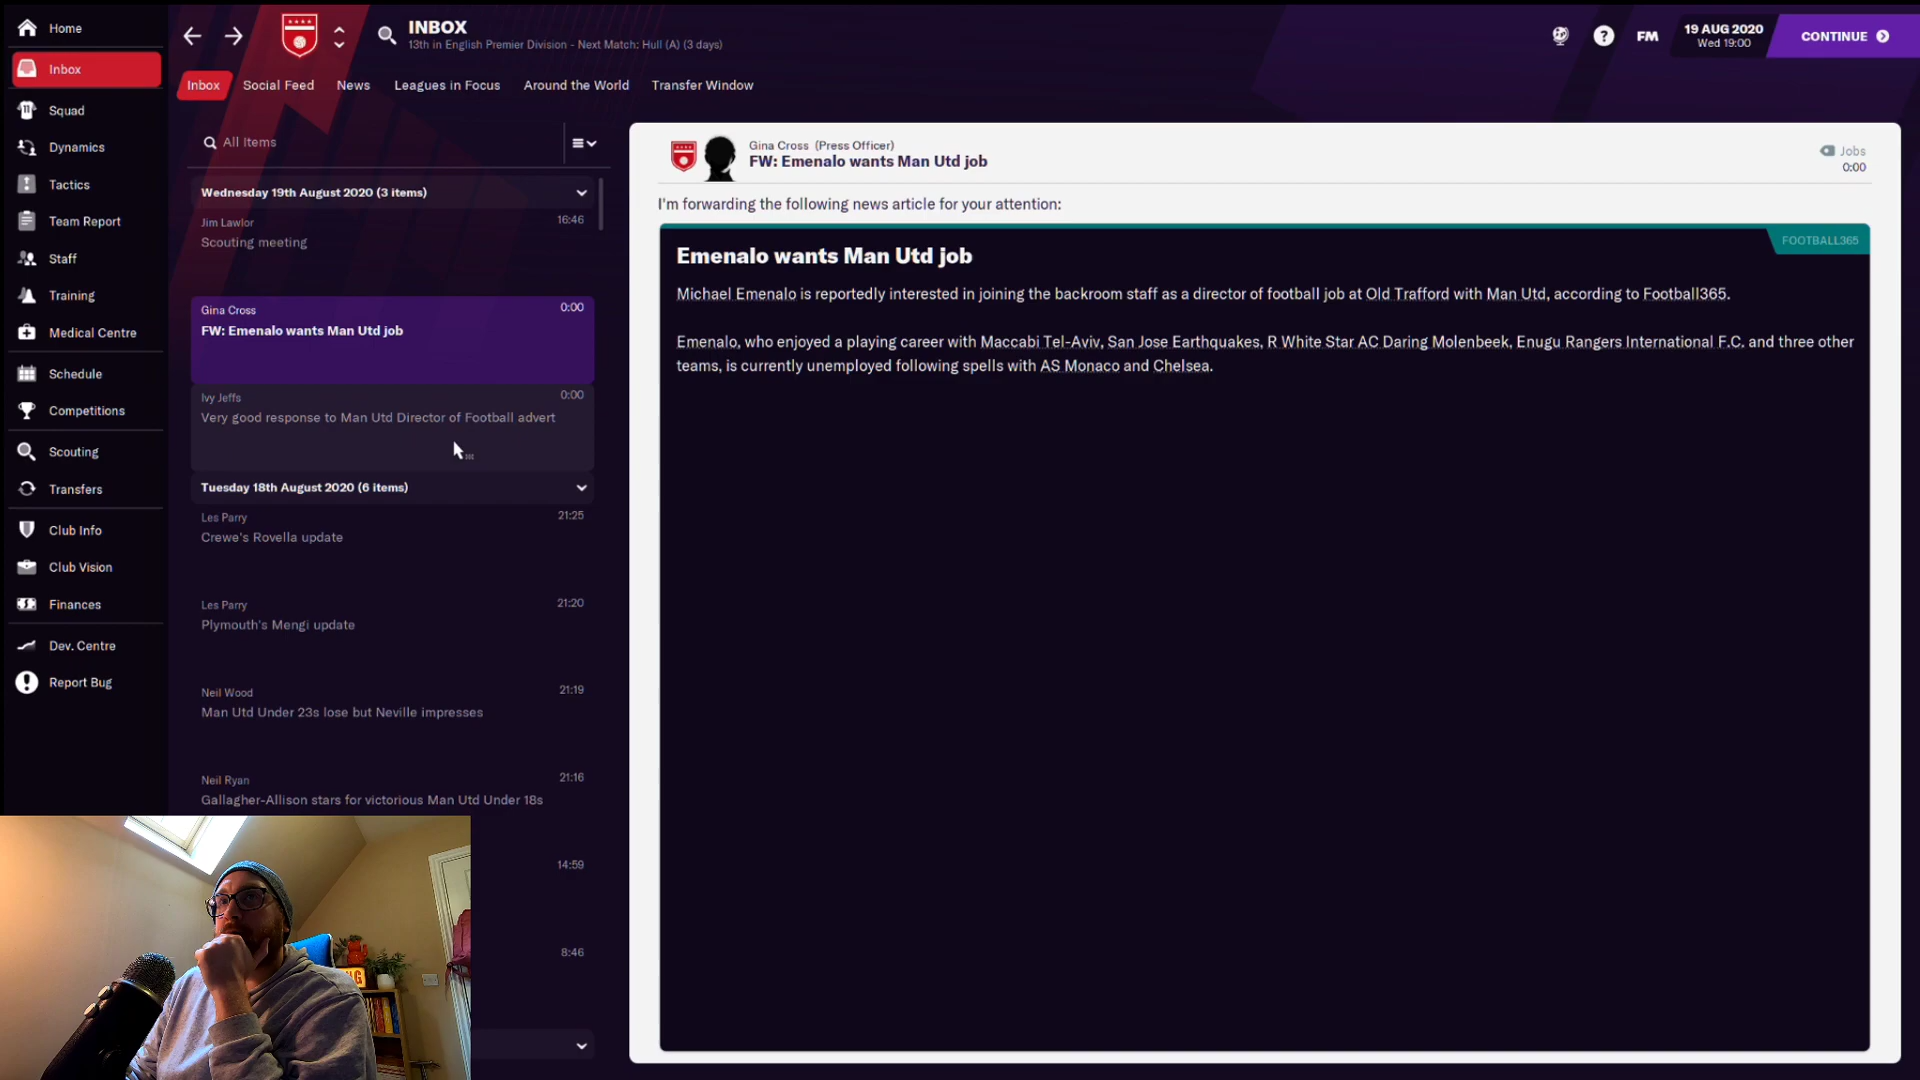 Home
Inbox
Squad
Dynamics
Tactics
Team Report
Staff
Training
Medical Centre
Schedule
Competitions
Scouting
Transfers
Club Info
Club Vision
Finances
Dev. Centre
Report Bug
INBOX
13th in English Premier Division - Next Match: Hull (A) (3 days)
FM
19 AUG 2020
Wed 19:00
CONTINUE
Inbox Social Feed News Leagues in Focus Around the World Transfer Window
All Items
Wednesday 19th August 2020 (3 items)
Jim Lawlor 16:46
Scouting meeting
Gina Cross 0:00
FW: Emenalo wants Man Utd job
Ivy Jeffs 0:00
Very good response to Man Utd Director of Football advert
Tuesday 18th August 2020 (6 items)
Les Parry 21:25
Crewe's Rovella update
Les Parry 21:20
Plymouth's Mengi update
Neil Wood 21:19
Man Utd Under 23s lose but Neville impresses
Neil Ryan 21:16
Gallagher-Allison stars for victorious Man Utd Under 18s
14:59
8:46
Gina Cross (Press Officer)
FW: Emenalo wants Man Utd job
Jobs
0:00
I'm forwarding the following news article for your attention:
FOOTBALL365
Emenalo wants Man Utd job
Michael Emenalo is reportedly interested in joining the backroom staff as a director of football job at Old Trafford with Man Utd, according to Football365.
Emenalo, who enjoyed a playing career with Maccabi Tel-Aviv, San Jose Earthquakes, R White Star AC Daring Molenbeek, Enugu Rangers International F.C. and three other
teams, is currently unemployed following spells with AS Monaco and Chelsea.